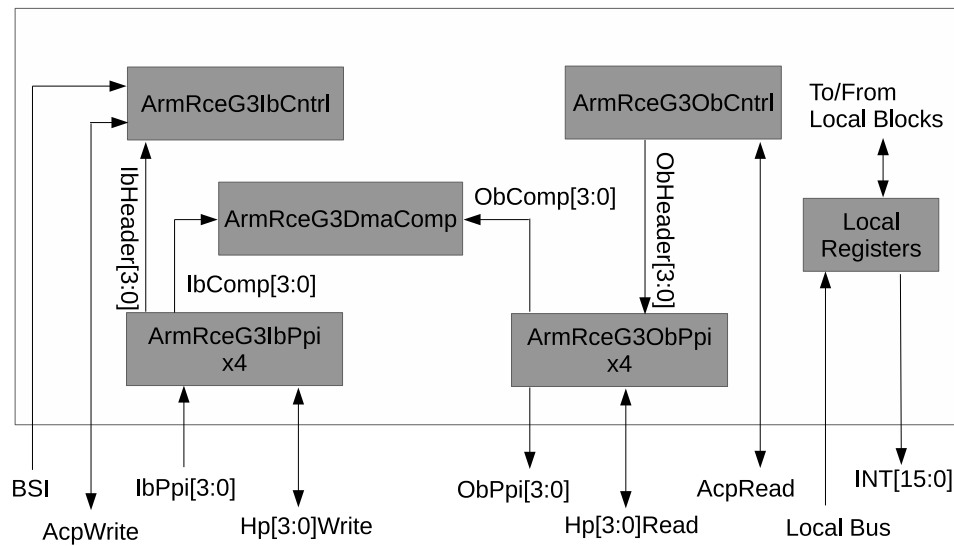 ArmRceG3IbCntrl
ArmRceG3ObCntrl
To/From
Local Blocks
IbHeader[3:0]
ArmRceG3DmaComp
ObComp[3:0]
ObHeader[3:0]
Local
Registers
IbComp[3:0]
ArmRceG3IbPpi
x4
ArmRceG3ObPpi
x4
BSI
IbPpi[3:0]
ObPpi[3:0]
AcpRead
INT[15:0]
AcpWrite
Hp[3:0]Write
Hp[3:0]Read
Local Bus